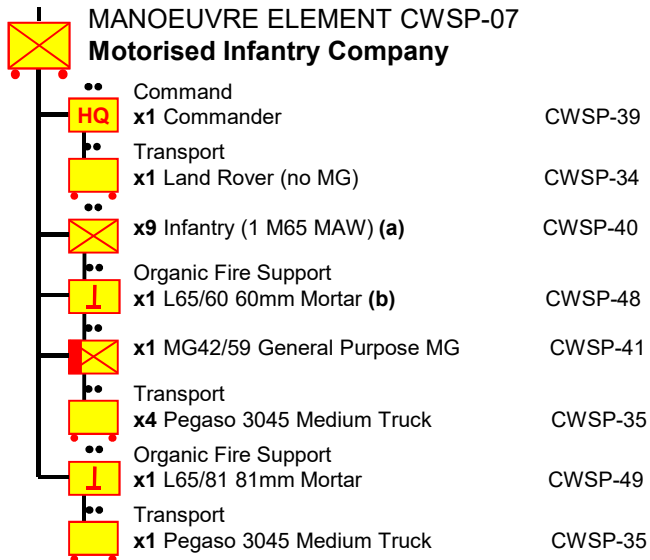 MANOEUVRE ELEMENT CWSP-07
Motorised Infantry Company
Command
HQ x1 Commander CWSP-39
Transport
x1 Land Rover (no MG) CWSP-34
x9 Infantry (1 M65 MAW) (a) CWSP-40
Organic Fire Support
x1 L65/60 60mm Mortar (b) CWSP-48
x1 MG42/59 General Purpose MG CWSP-41
Transport
x4 Pegaso 3045 Medium Truck CWSP-35
Organic Fire Support
x1 L65/81 81mm Mortar CWSP-49
Transport
x1 Pegaso 3045 Medium Truck CWSP-35